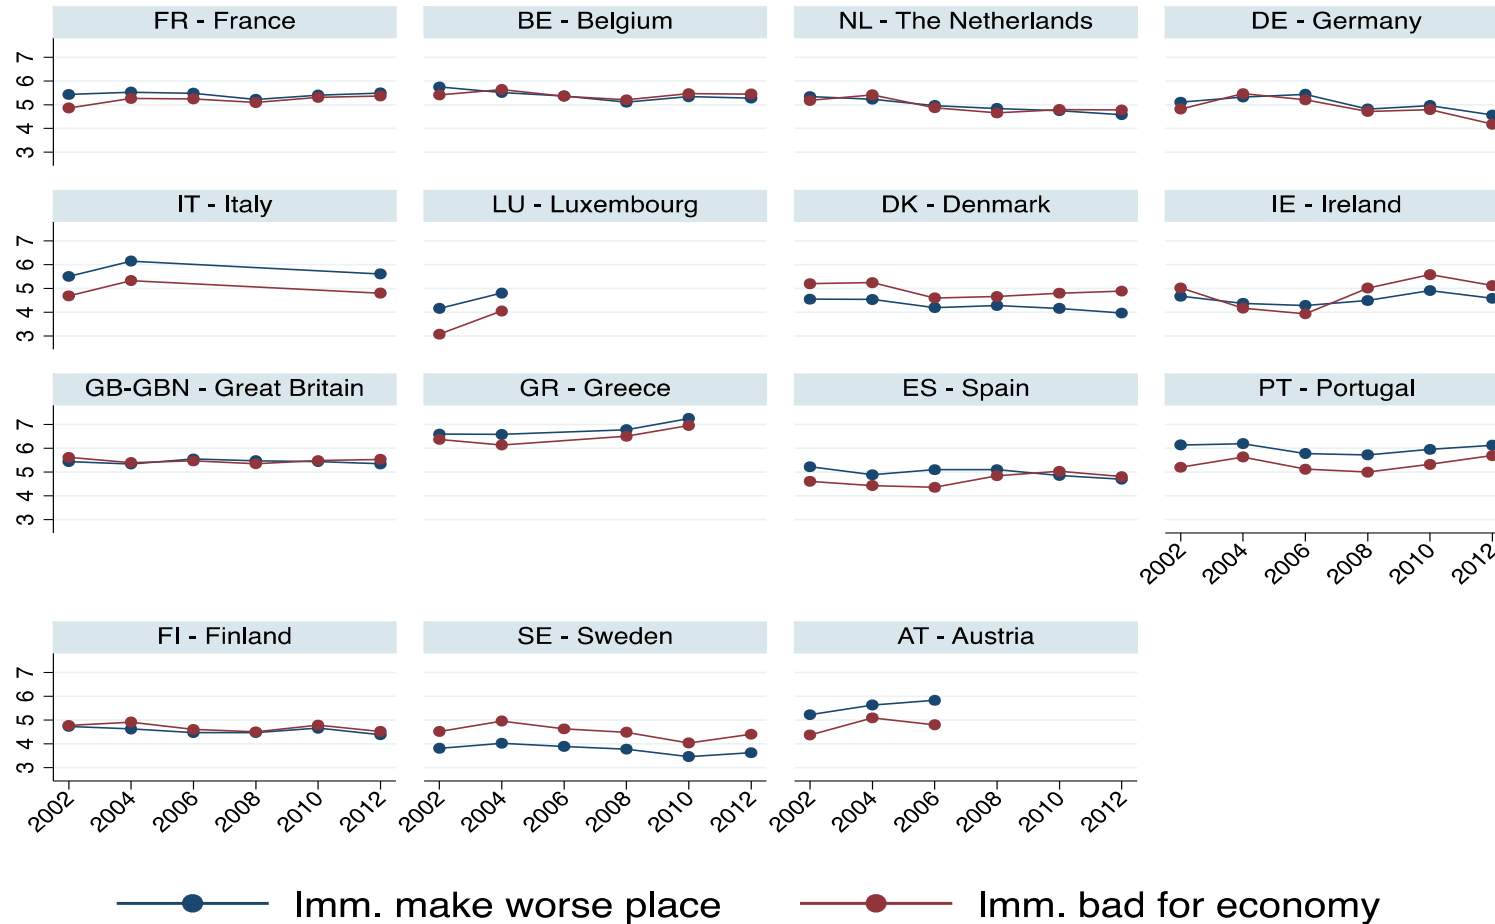 FR - France
BE - Belgium
NL - The Netherlands
DE - Germany
7
6
5
4
3
IT - Italy
LU - Luxembourg
DK - Denmark
IE - Ireland
7
6
5
4
3
GB-GBN - Great Britain
GR - Greece
ES - Spain
PT - Portugal
7
6
5
4
3
2002
2004
2006
2008
2010
2012
FI - Finland
SE - Sweden
AT - Austria
7
6
5
4
3
2002
2004
2006
2008
2010
2012
2002
2004
2006
2008
2010
2012
2002
2004
2006
2008
2010
2012
Imm. make worse place
Imm. bad for economy